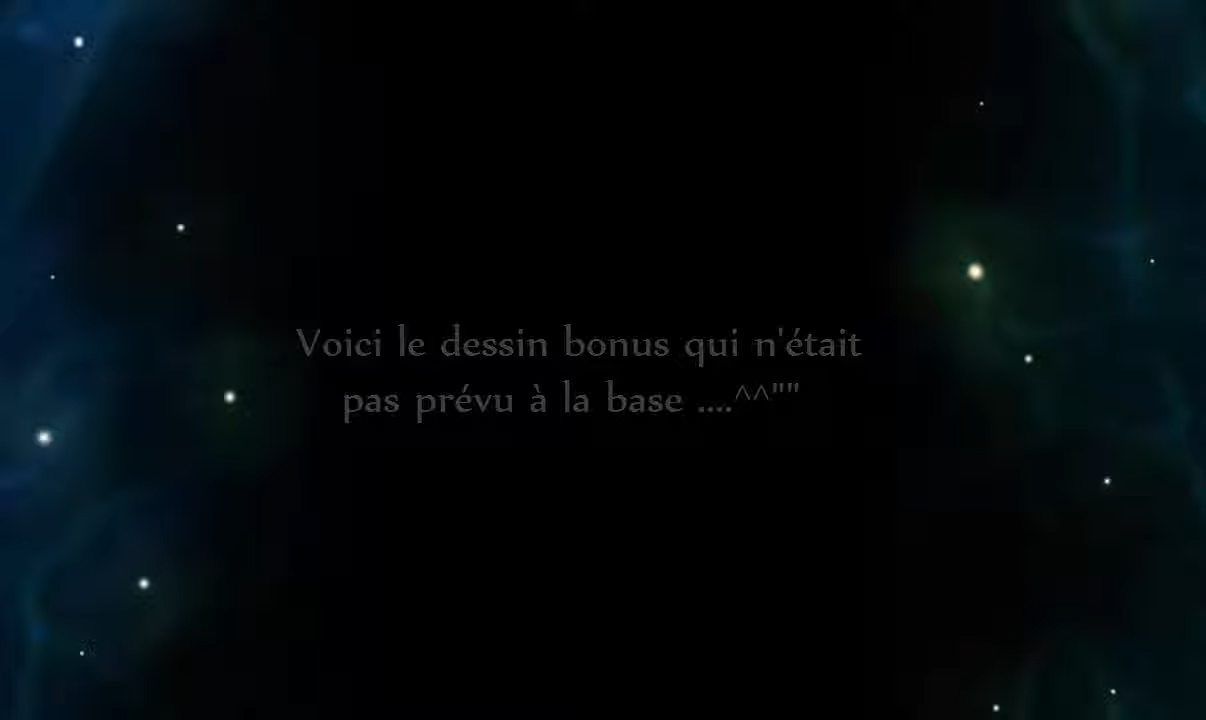 Voici le dessin bonus qui n'était
pas prévu à la base ....^^""